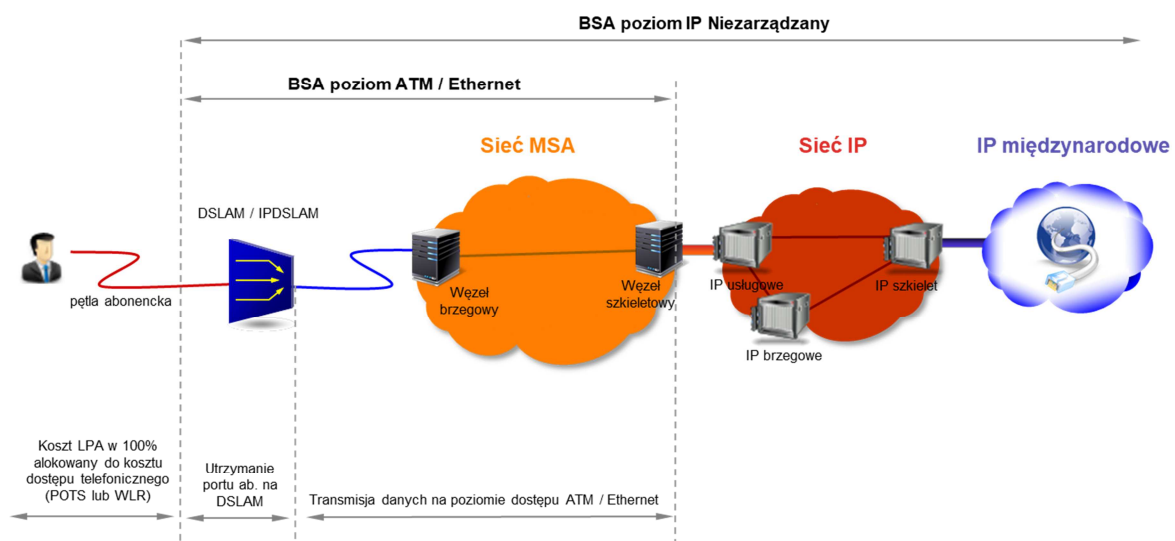 BSA poziom IP Niezarządzany
BSA poziom ATM / Ethernet
Sieć MSA
Sieć IP
IP międzynarodowe
DSLAM / IPDSLAM
pętla abonencka
Węzeł
brzegowy
Węzeł
szkieletowy
IP usługowe
IP szkielet
IP brzegowe
Koszt LPA w 100%
alokowany do kosztu
dostępu telefonicznego
(POTS lub WLR)
Utrzymanie
portu ab. na
DSLAM
Transmisja danych na poziomie dostępu ATM / Ethernet